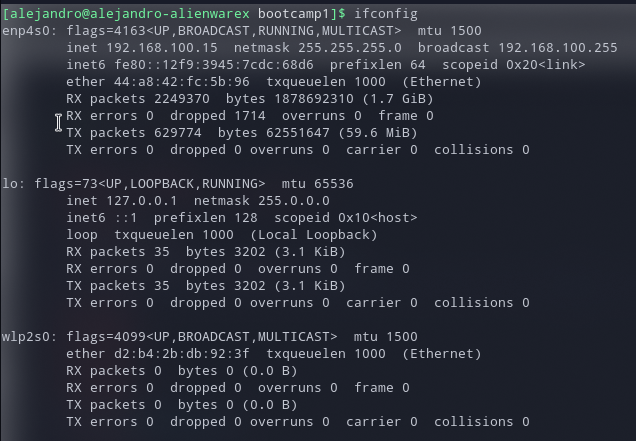 [alejandro@alejandro-alienwarex bootcamp1]$ ifconfig
enp4s0: flags=4163<UP,BROADCAST,RUNNING,MULTICAST>  mtu 1500
        inet 192.168.100.15  netmask 255.255.255.0  broadcast 192.168.100.255
        inet6 fe80::12f9:3945:7cdc:68d6  prefixlen 64  scopeid 0x20<link>
        ether 44:a8:42:fc:5b:96  txqueuelen 1000  (Ethernet)
        RX packets 2249370  bytes 1878692310 (1.7 GiB)
        RX errors 0  dropped 1714  overruns 0  frame 0
        TX packets 629774  bytes 62551647 (59.6 MiB)
        TX errors 0  dropped 0 overruns 0  carrier 0  collisions 0

lo: flags=73<UP,LOOPBACK,RUNNING>  mtu 65536
        inet 127.0.0.1  netmask 255.0.0.0
        inet6 ::1  prefixlen 128  scopeid 0x10<host>
        loop  txqueuelen 1000  (Local Loopback)
        RX packets 35  bytes 3202 (3.1 KiB)
        RX errors 0  dropped 0  overruns 0  frame 0
        TX packets 35  bytes 3202 (3.1 KiB)
        TX errors 0  dropped 0 overruns 0  carrier 0  collisions 0

wlp2s0: flags=4099<UP,BROADCAST,MULTICAST>  mtu 1500
        ether d2:b4:2b:db:92:3f  txqueuelen 1000  (Ethernet)
        RX packets 0  bytes 0 (0.0 B)
        RX errors 0  dropped 0  overruns 0  frame 0
        TX packets 0  bytes 0 (0.0 B)
        TX errors 0  dropped 0 overruns 0  carrier 0  collisions 0